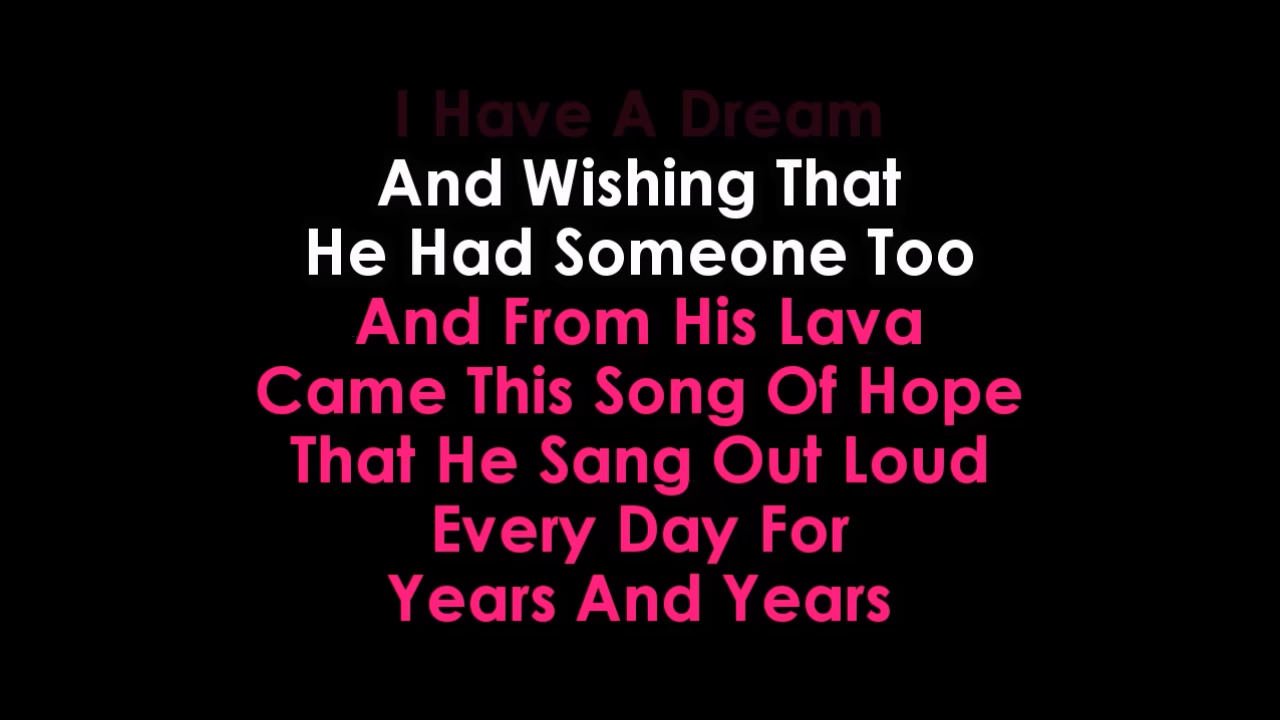 I Have A Dream
And Wishing That
He Had Someone Too
And From His Lava
Came This Song Of Hope
That He Sang Out Loud
Every Day For
Years And Years